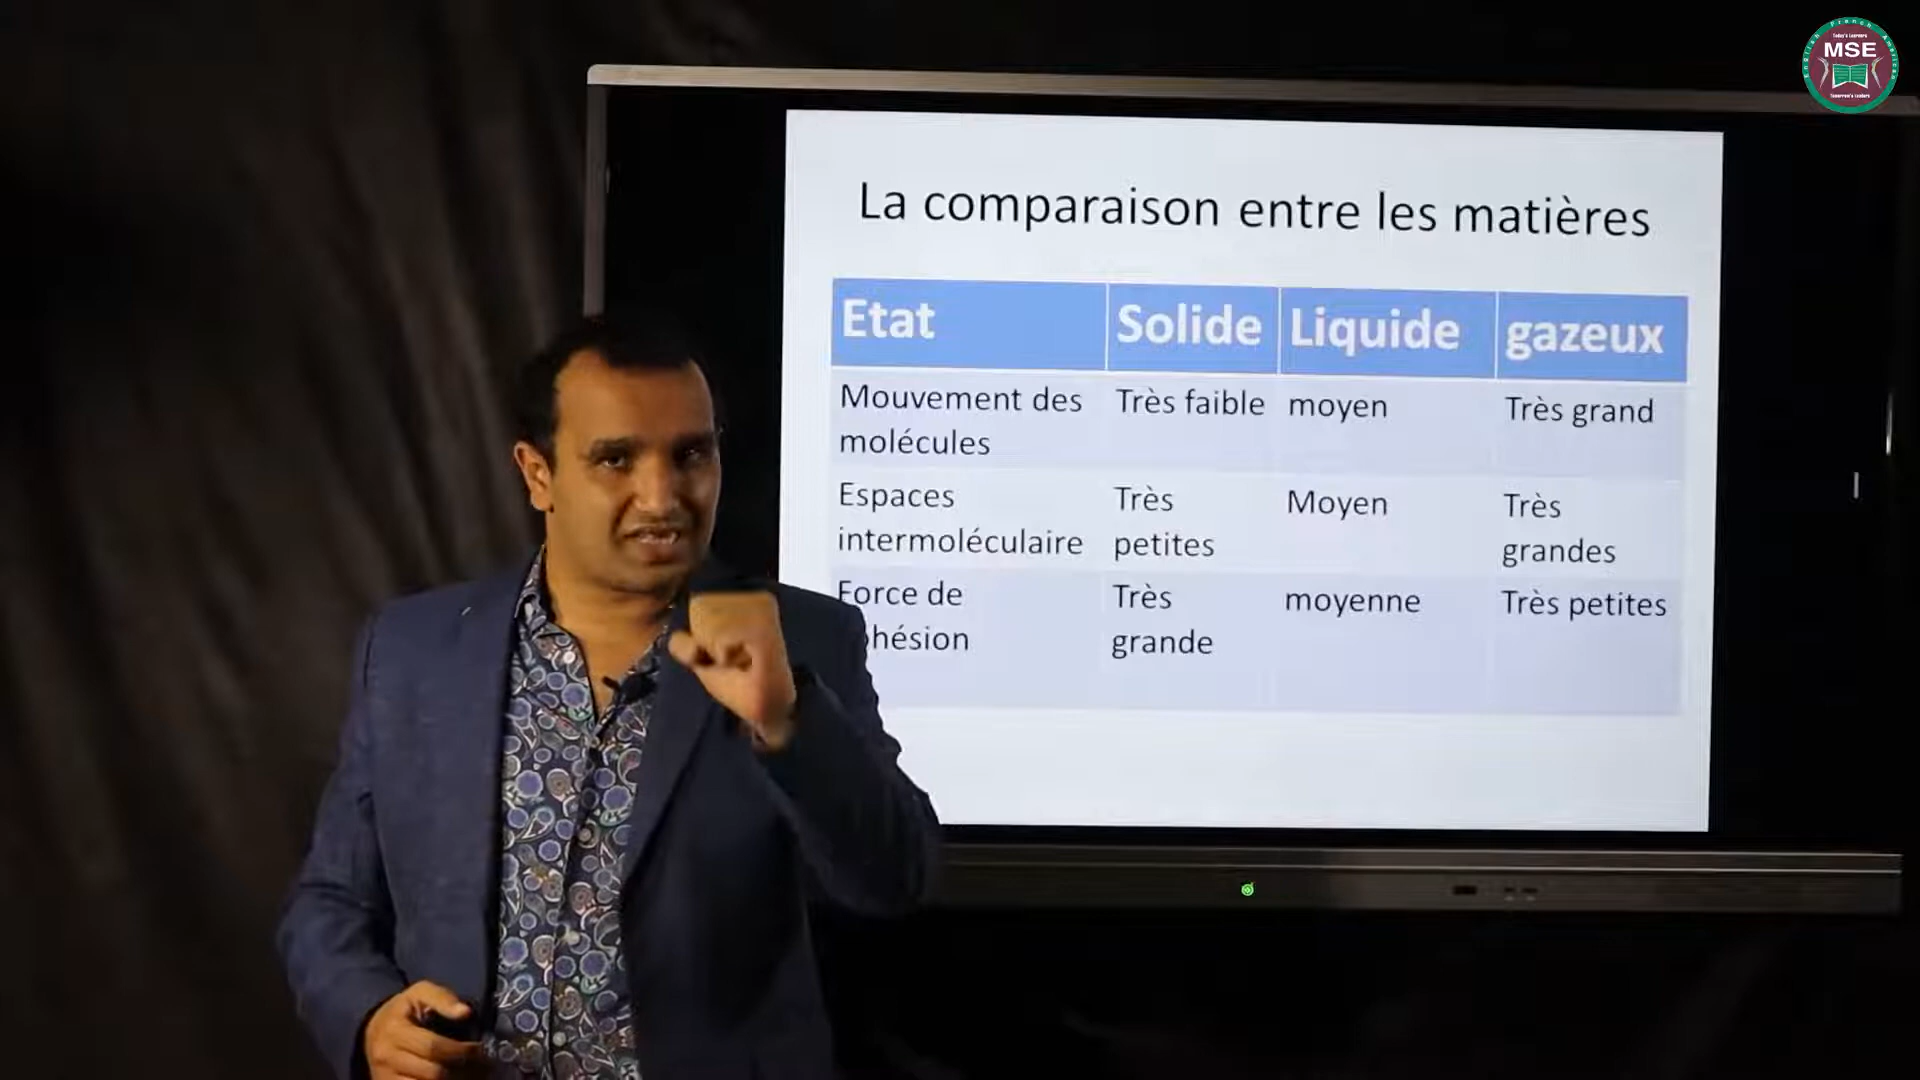 MSE
La comparaison entre les matières
Etat Solide Liquide gazeux
Mouvement des Très faible moyen Très grand
molécules
Espaces Très Moyen Très
intermoléculaire petites grandes
Force de Très moyenne Très petites
hésion grande